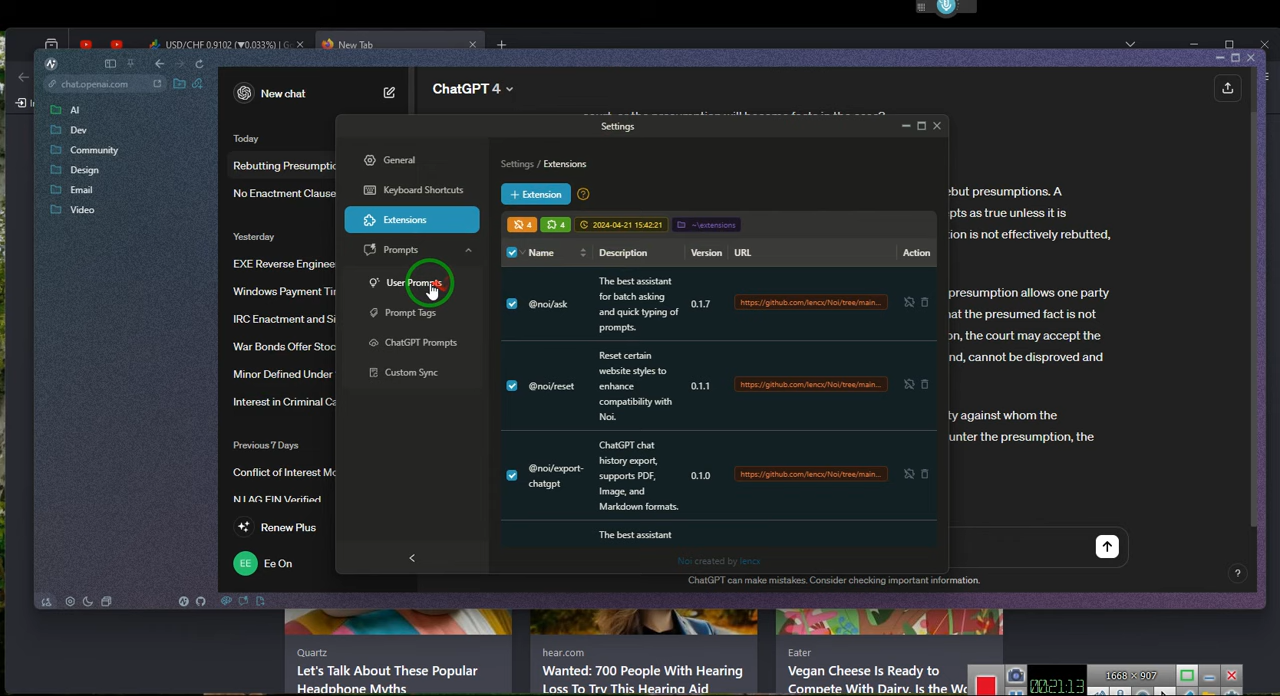 USD/CHF 0.9102 (▼0.033%) | G
New Tab
chat.openai.com
AI
Dev
Community
Design
Email
Video
New chat
Today
Rebutting Presumptio
No Enactment Clause
Yesterday
EXE Reverse Enginee
Windows Payment Ti
IRC Enactment and Si
War Bonds Offer Stoc
Minor Defined Under
Interest in Criminal Ca
Previous 7 Days
Conflict of Interest Mo
NJ AG EIN Verified
Renew Plus
EE Ee On
ChatGPT 4
Settings
General
Keyboard Shortcuts
Extensions
Prompts
User Prompts
Prompt Tags
ChatGPT Prompts
Custom Sync
Settings / Extensions
+ Extension
4 4 2024-04-21 15:42:21 ~\extensions
Name Description Version URL Action
@noi/ask
The best assistant
for batch asking
and quick typing of
prompts.
0.1.7
https://github.com/lencx/Noi/tree/main...
@noi/reset
Reset certain
website styles to
enhance
compatibility with
Noi.
0.1.1
https://github.com/lencx/Noi/tree/main...
@noi/export-
chatgpt
ChatGPT chat
history export,
supports PDF,
Image, and
Markdown formats.
0.1.0
https://github.com/lencx/Noi/tree/main...
The best assistant
Noi created by lencx
but presumptions. A
pts as true unless it is
ion is not effectively rebutted,
presumption allows one party
at the presumed fact is not
on, the court may accept the
nd, cannot be disproved and
ty against whom the
unter the presumption, the
ChatGPT can make mistakes. Consider checking important information.
?
Quartz
Let's Talk About These Popular
Headphone Myths
hear.com
Wanted: 700 People With Hearing
Loss To Try This Hearing Aid
Eater
Vegan Cheese Is Ready to
Compete With Dairy. Is the Wo
1668 × 907
00:21:13